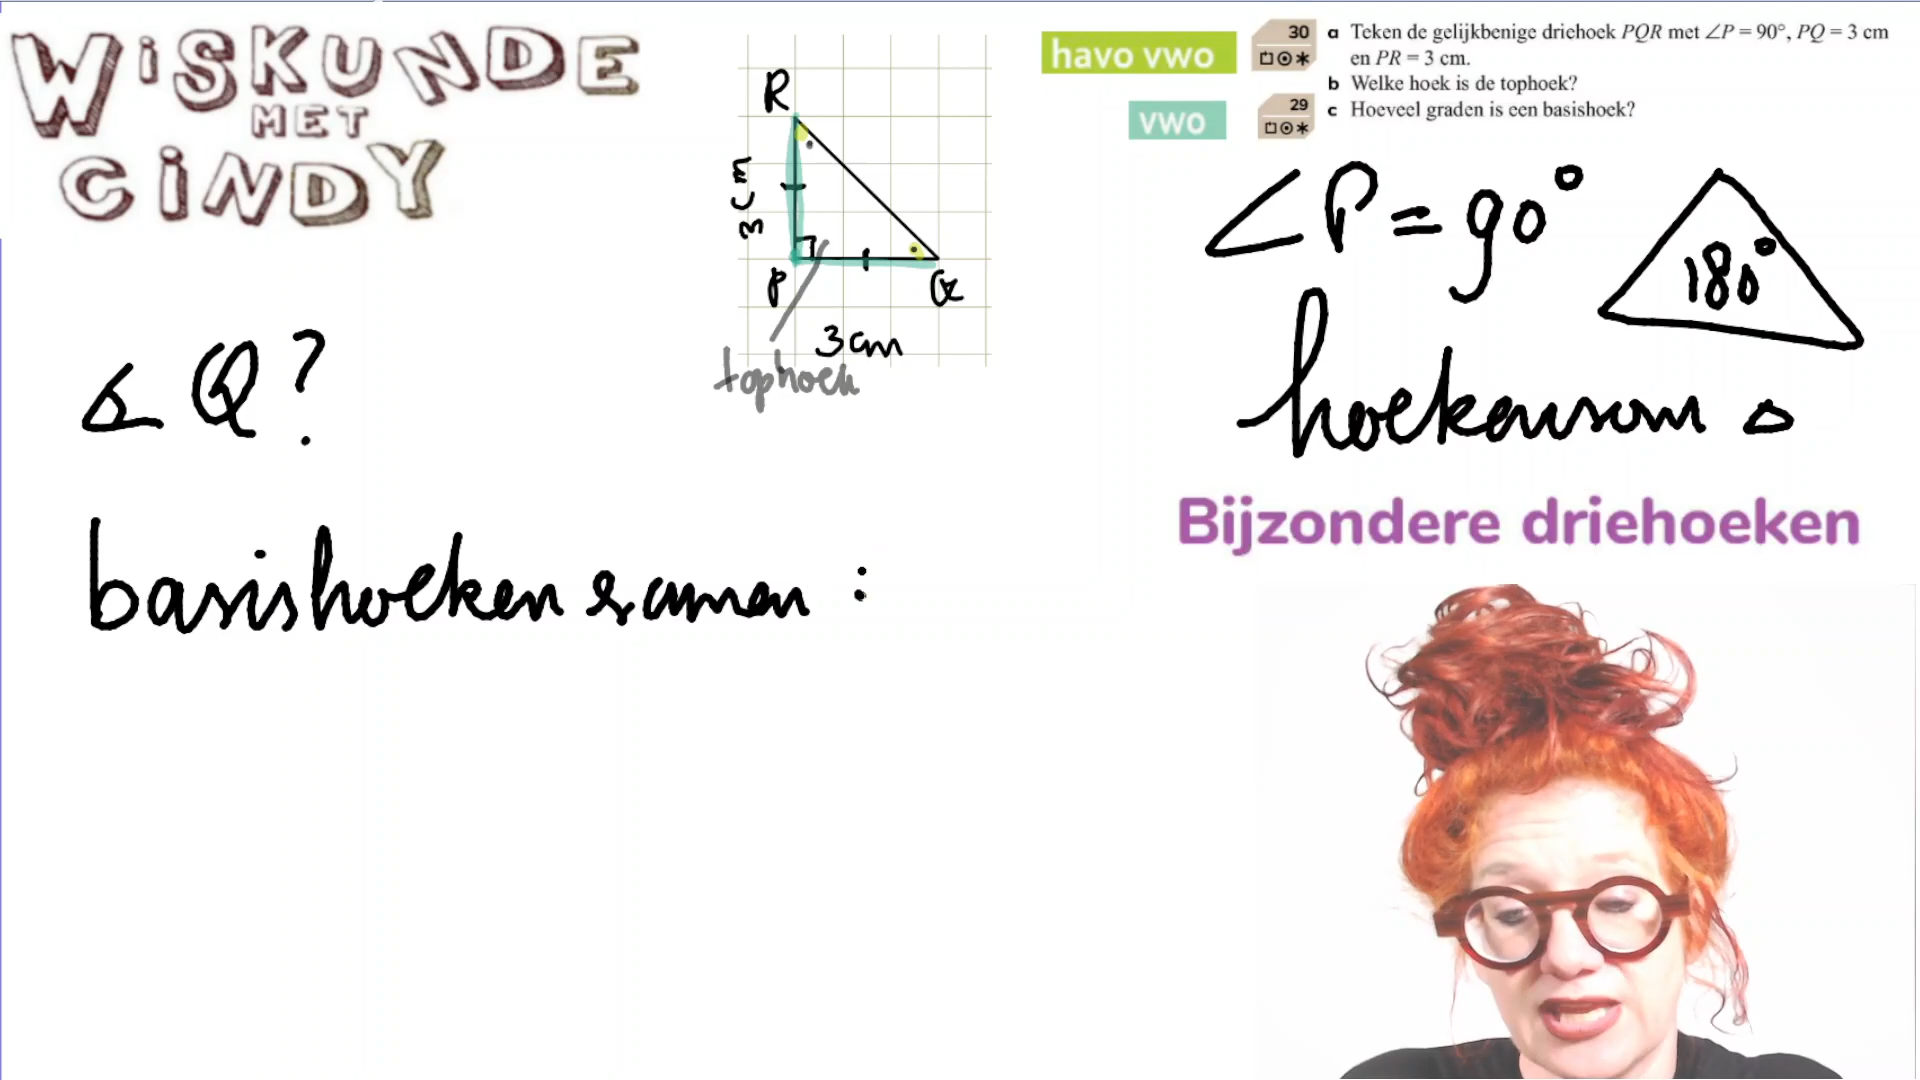 WiSKUNDE
MET
CiNDY
R
3 cm
P
Q
3 cm
tophoek
havo vwo
30
vwo
29
a Teken de gelijkbenige driehoek PQR met ∠P = 90°, PQ = 3 cm
en PR = 3 cm.
b Welke hoek is de tophoek?
c Hoeveel graden is een basishoek?
∠P = 90°
180°
hoekensom △
∠ Q?
basishoeken samen :
Bijzondere driehoeken